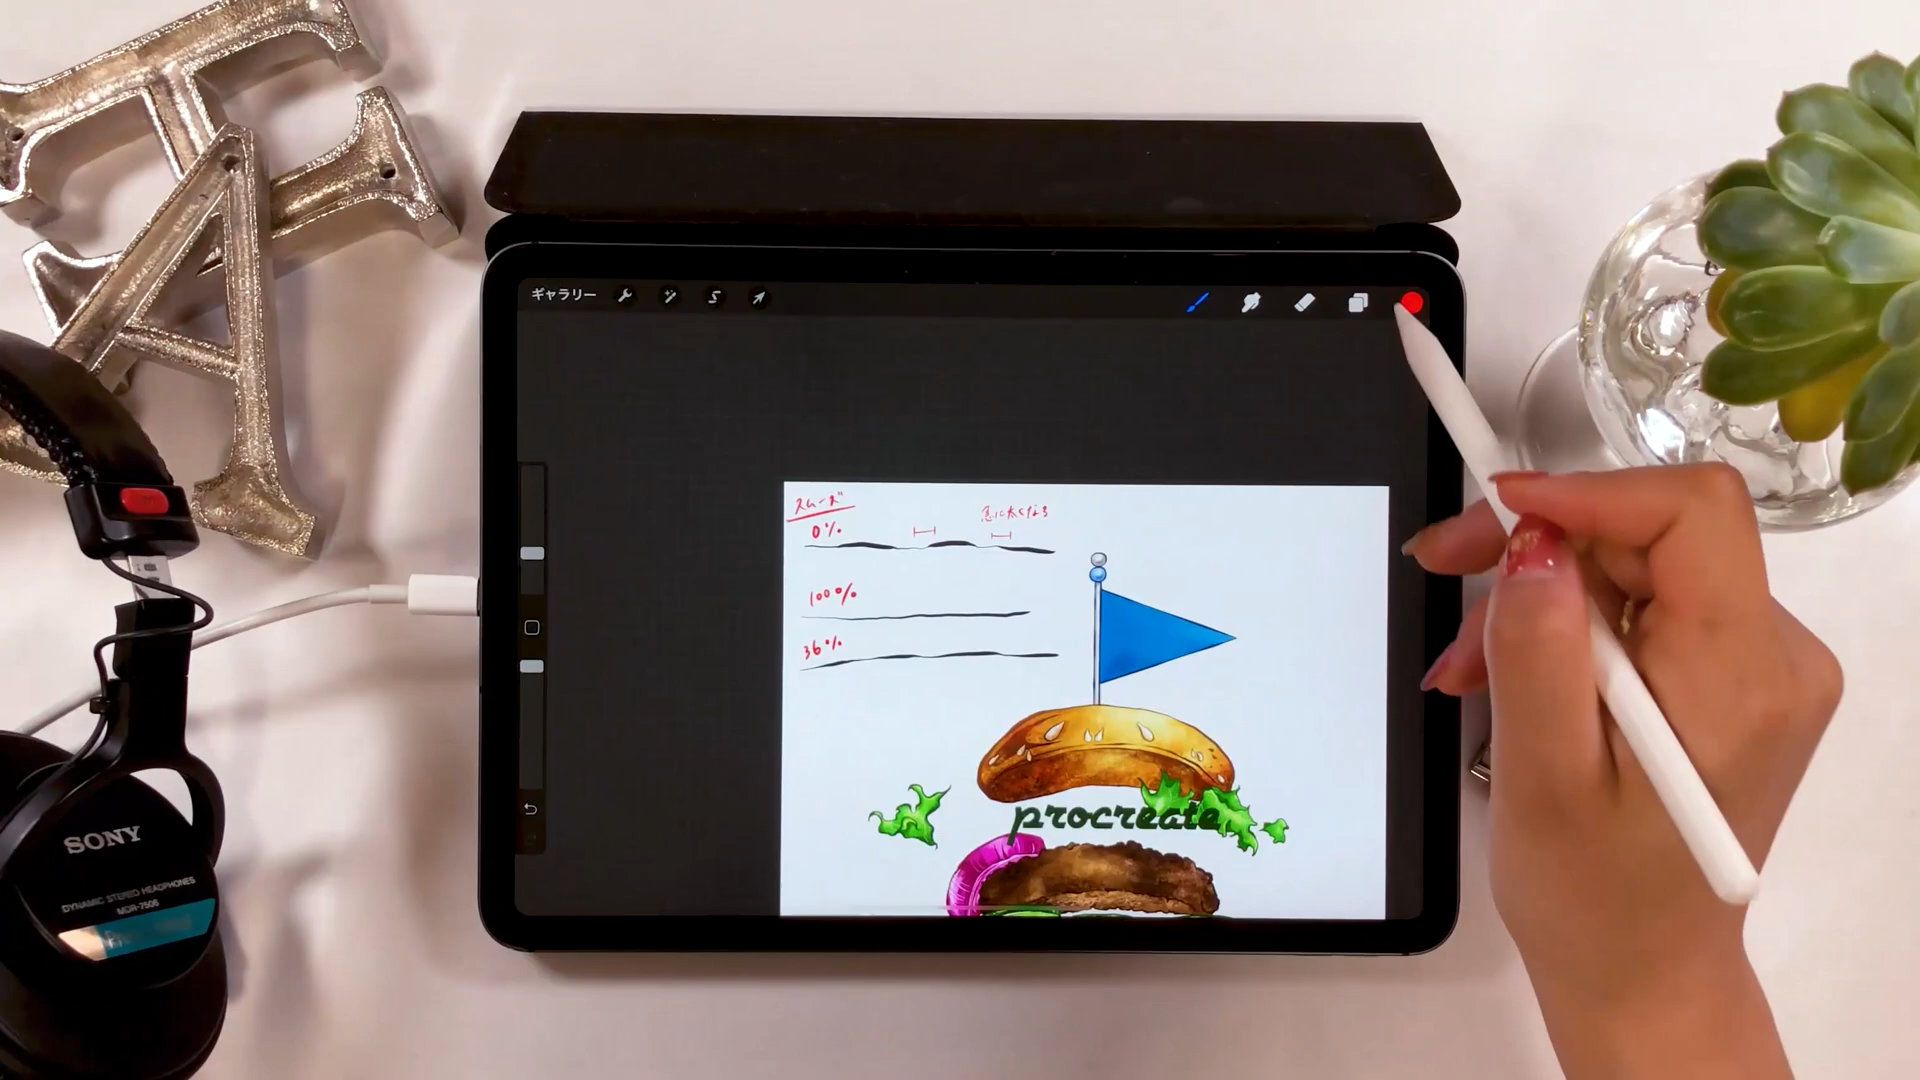 ギャラリー
スムーズ
0%
急に太くなる
100%
36%
procreate
SONY
DYNAMIC STEREO HEADPHONES
MDR-7506